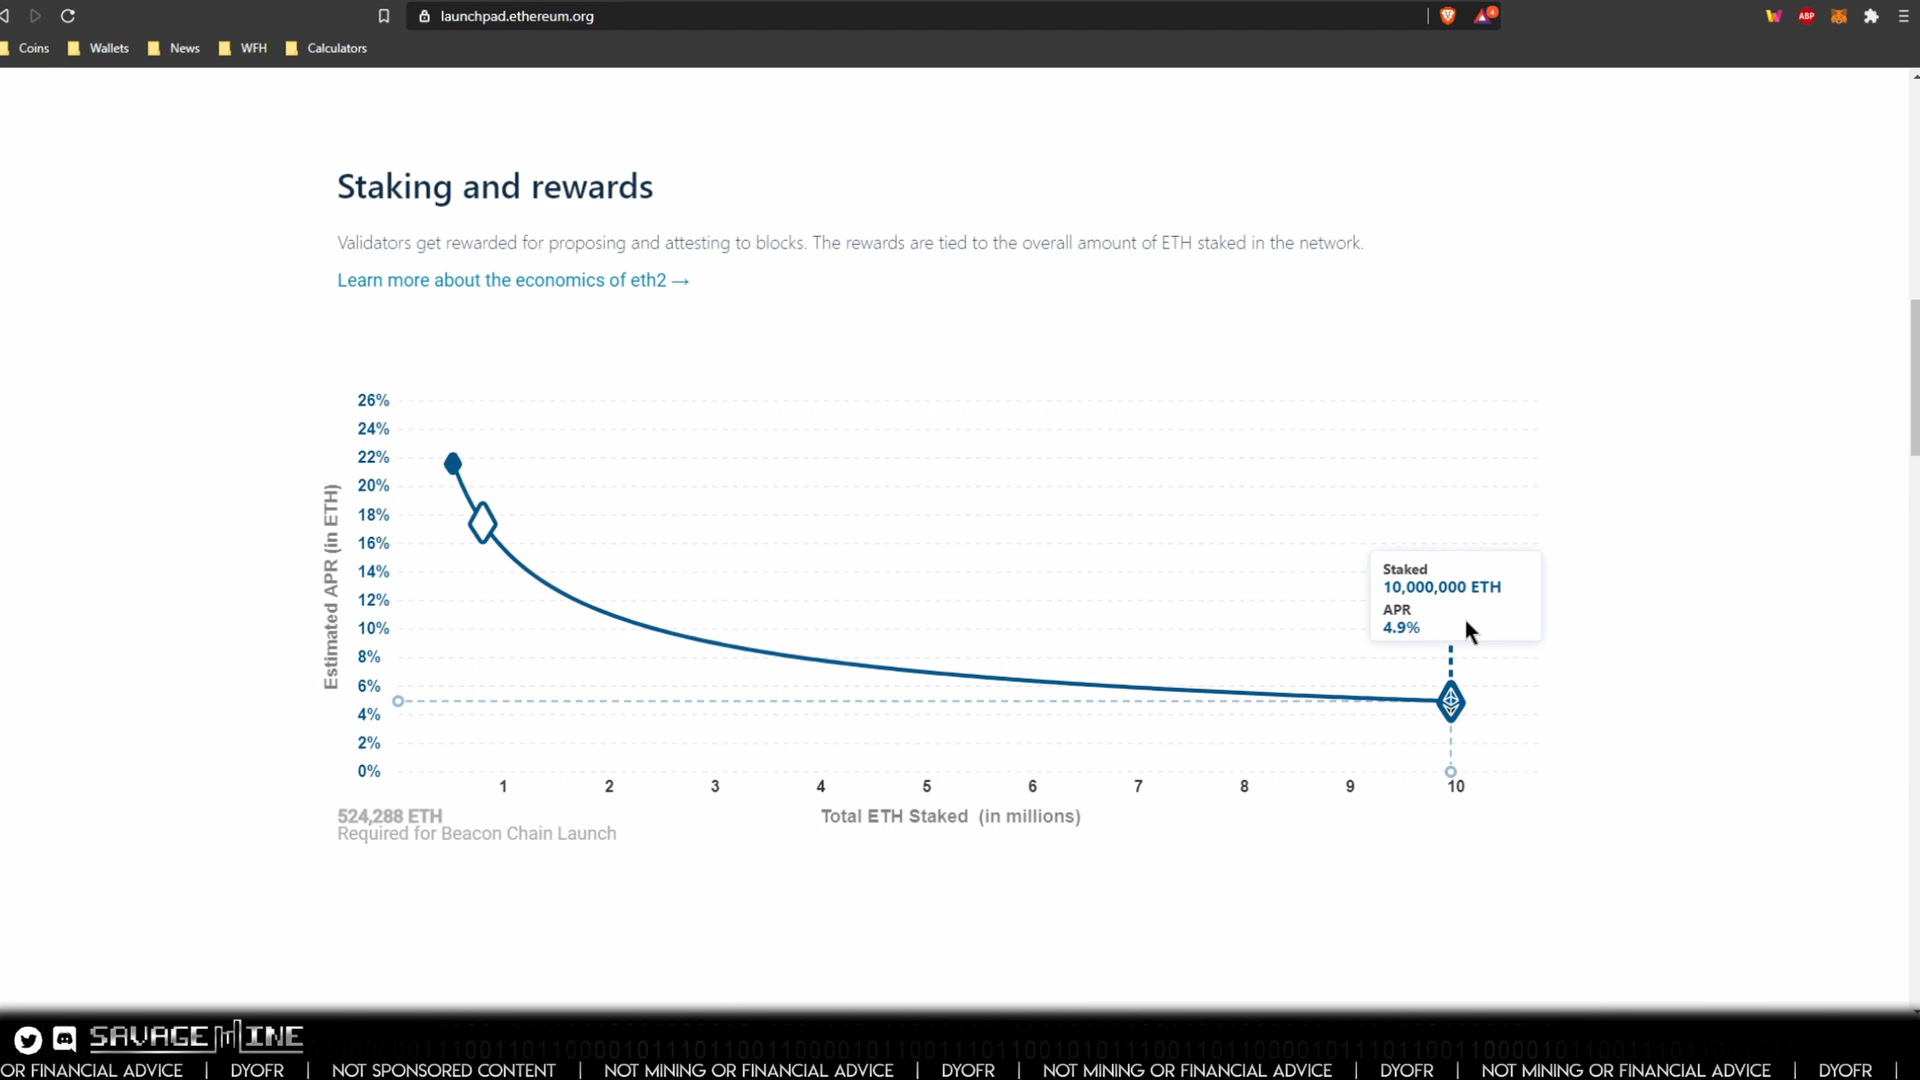 launchpad.ethereum.org
4
ABP
Coins
Wallets
News
WFH
Calculators
Staking and rewards
Validators get rewarded for proposing and attesting to blocks. The rewards are tied to the overall amount of ETH staked in the network.
Learn more about the economics of eth2 →
26%
24%
22%
20%
18%
16%
14%
12%
10%
8%
6%
4%
2%
0%
Estimated APR (in ETH)
Staked
10,000,000 ETH
APR
4.9%
1 2 3 4 5 6 7 8 9 10
524,288 ETH
Required for Beacon Chain Launch
Total ETH Staked (in millions)
SAVAGEMINE
OR FINANCIAL ADVICE | DYOFR | NOT SPONSORED CONTENT | NOT MINING OR FINANCIAL ADVICE | DYOFR | NOT MINING OR FINANCIAL ADVICE | DYOFR | NOT MINING OR FINANCIAL ADVICE | DYOFR |